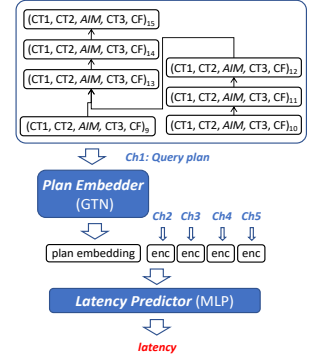 (CT1, CT2, AIM, CT3, CF)15
(CT1, CT2, AIM, CT3, CF)14
(CT1, CT2, AIM, CT3, CF)13
(CT1, CT2, AIM, CT3, CF)9
(CT1, CT2, AIM, CT3, CF)12
(CT1, CT2, AIM, CT3, CF)11
(CT1, CT2, AIM, CT3, CF)10
Ch1: Query plan
Plan Embedder
(GTN)
Ch2 Ch3 Ch4 Ch5
plan embedding enc enc enc enc
Latency Predictor (MLP)
latency